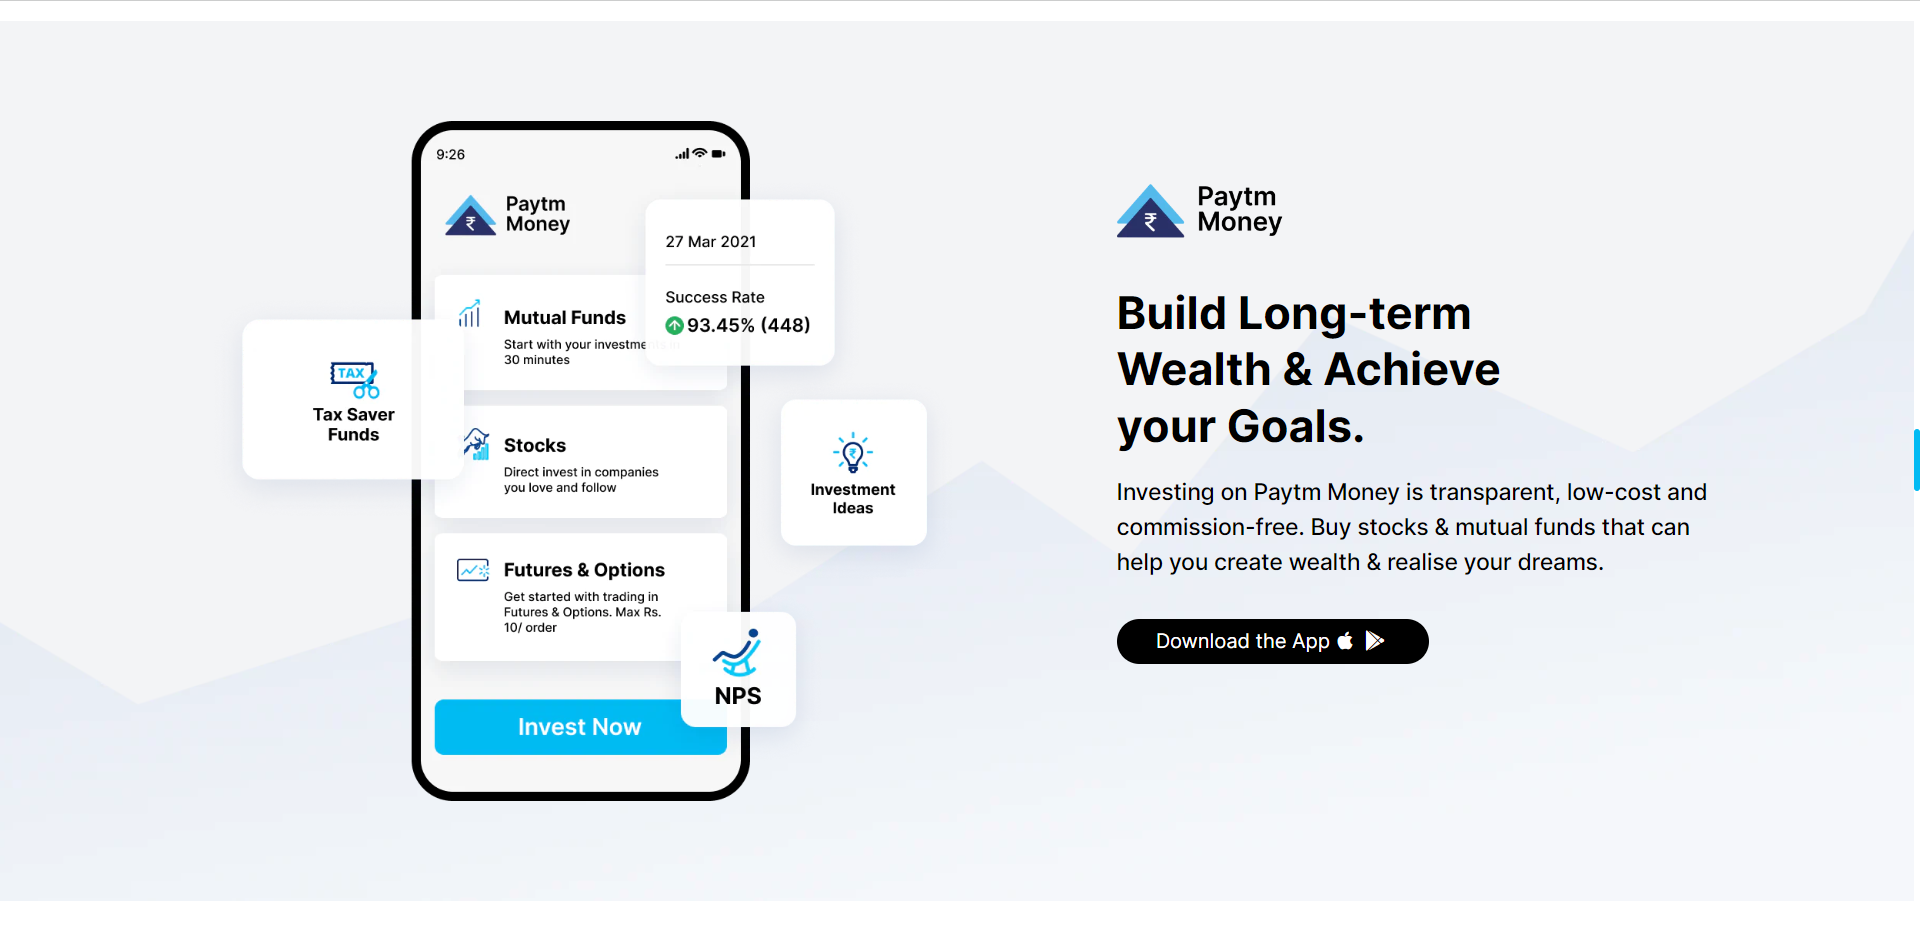 9:26
Paytm
Money
27 Mar 2021
Success Rate
93.45% (448)
Mutual Funds
Start with your investments in
30 minutes
TAX
Tax Saver
Funds
Stocks
Direct invest in companies
you love and follow
Investment
Ideas
Futures & Options
Get started with trading in
Futures & Options. Max Rs.
10/ order
NPS
Invest Now
Paytm
Money
Build Long-term
Wealth & Achieve
your Goals.
Investing on Paytm Money is transparent, low-cost and
commission-free. Buy stocks & mutual funds that can
help you create wealth & realise your dreams.
Download the App